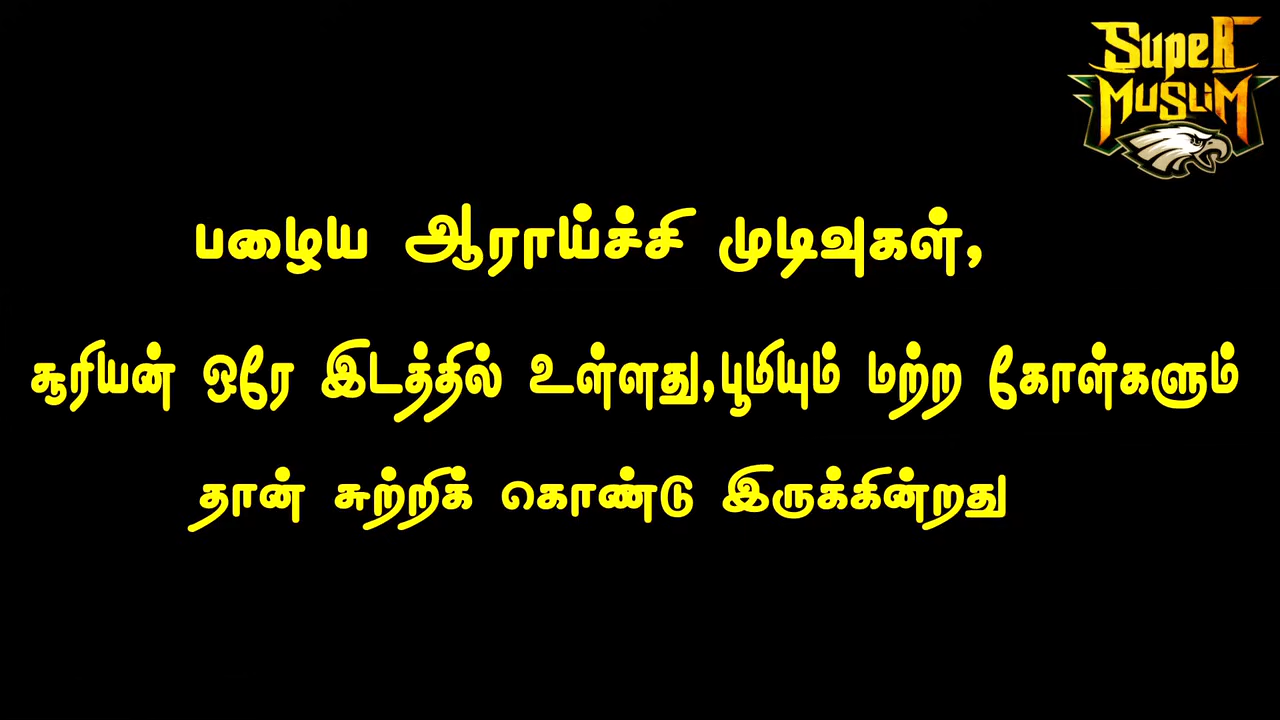 SupeR
MuSLiM
பழைய ஆராய்ச்சி முடிவுகள்,
சூரியன் ஒரே இடத்தில் உள்ளது,பூமியும் மற்ற கோள்களும்
தான் சுற்றிக் கொண்டு இருக்கின்றது